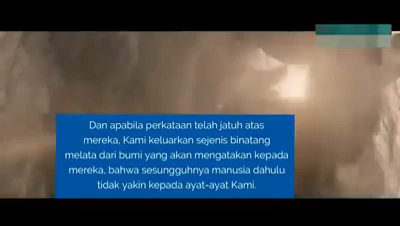 Dan apabila perkataan telah jatuh atas
mereka, Kami keluarkan sejenis binatang
melata dari bumi yang akan mengatakan kepada
mereka, bahwa sesungguhnya manusia dahulu
tidak yakin kepada ayat-ayat Kami.